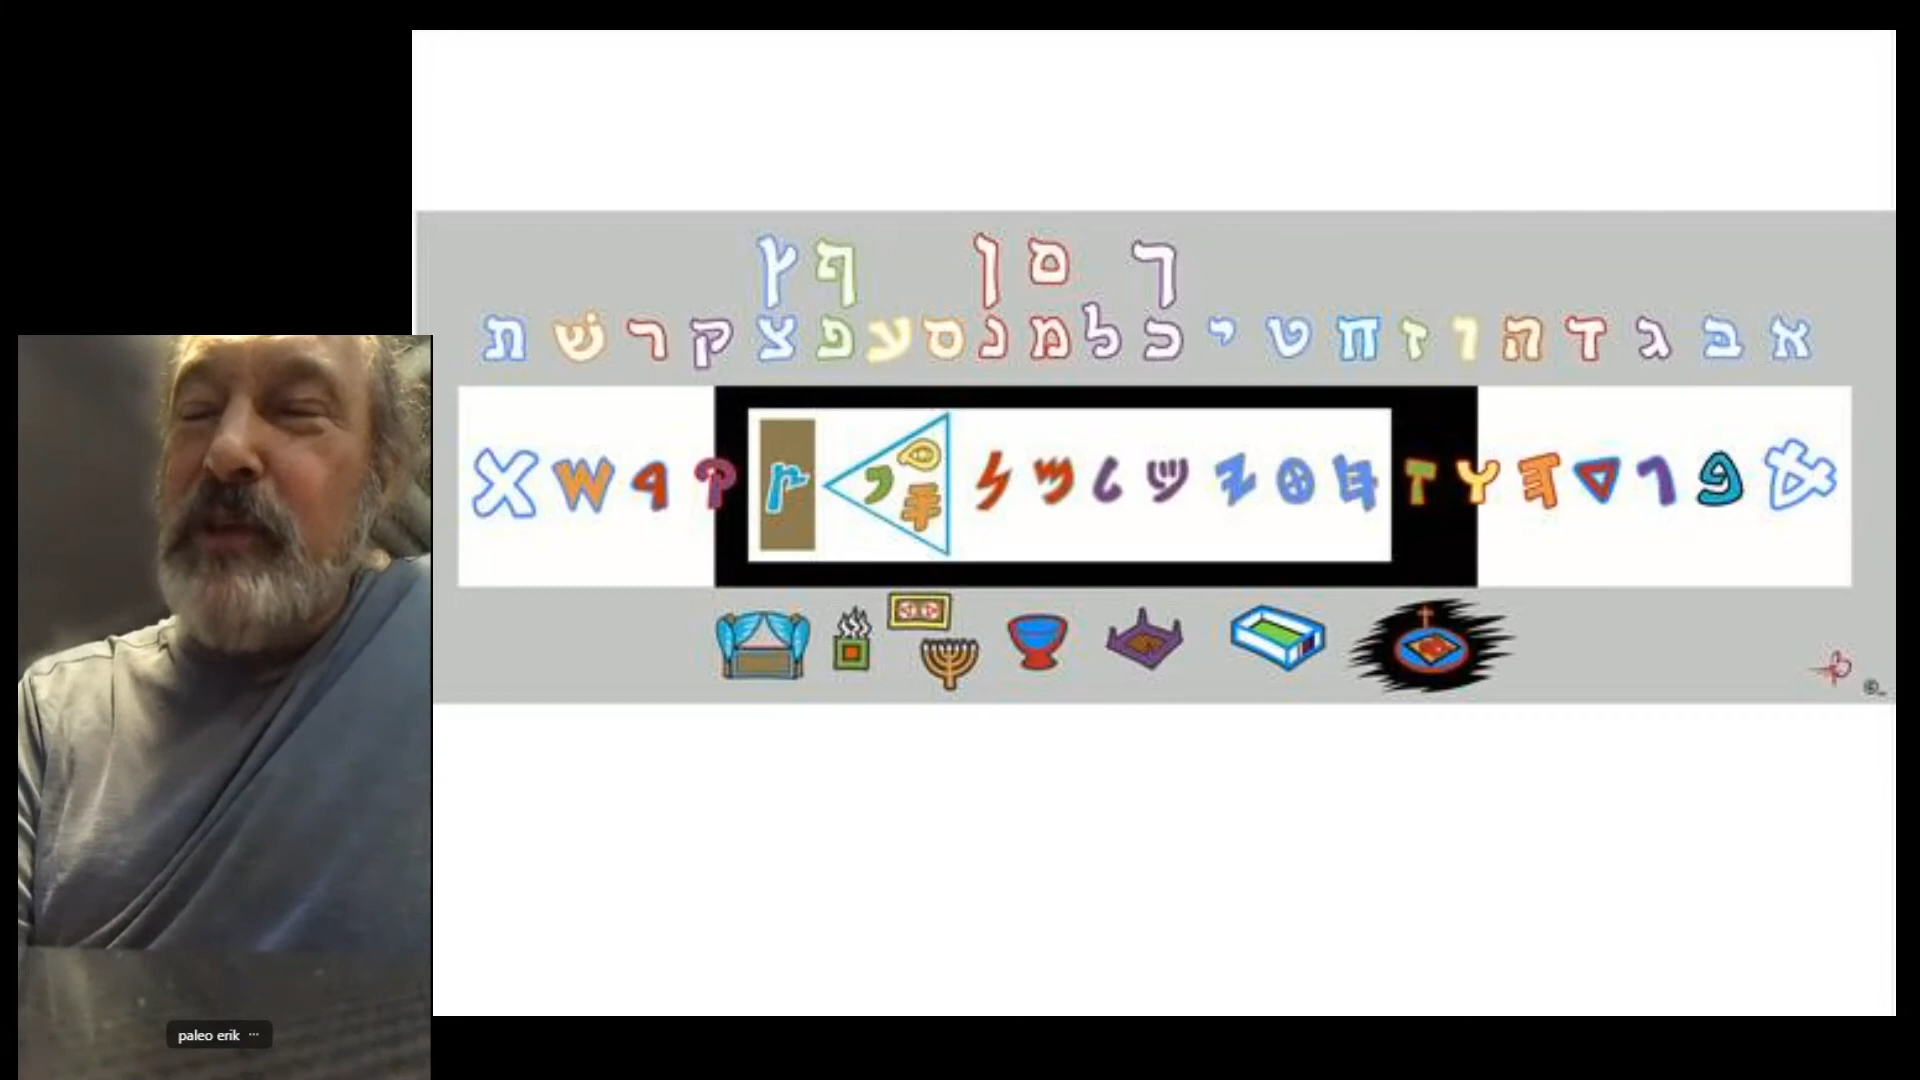 ך ם ן ף ץ
א ב ג ד ה ו ז ח ט י כ ל מ נ ס ע פ צ ק ר שׁ ת
𐤀 𐤁 𐤂 𐤃 𐤄 𐤅 𐤆 𐤇 𐤈 𐤉 𐤊 𐤋 𐤌 𐤍 𐤎 𐤏 𐤐 𐤑 𐤒 𐤓 𐤔 𐤕
©
paleo erik ...